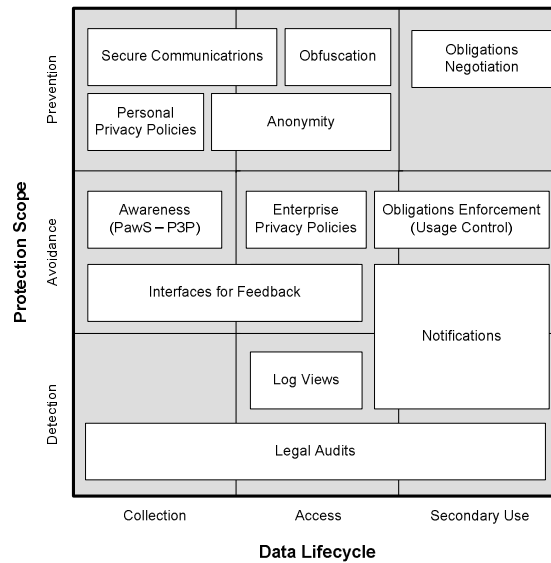 Secure Communicatrions
Obfuscation
Obligations
Negotiation
Personal
Privacy Policies
Anonymity
Prevention
Awareness
(PawS – P3P)
Enterprise
Privacy Policies
Obligations Enforcement
(Usage Control)
Interfaces for Feedback
Notifications
Avoidance
Protection Scope
Log Views
Legal Audits
Detection
Collection
Access
Secondary Use
Data Lifecycle